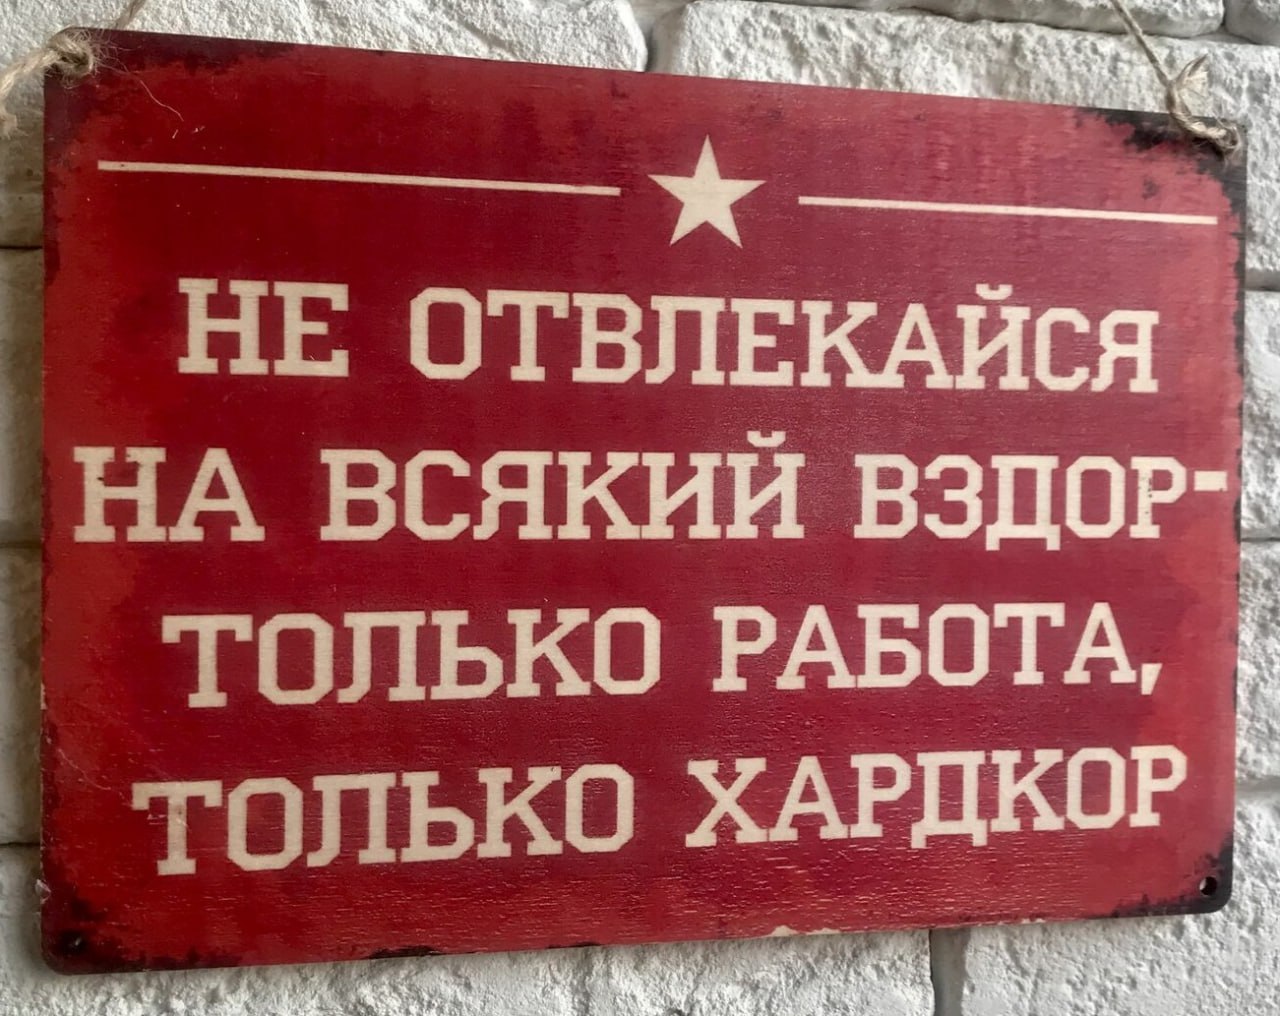 НЕ ОТВЛЕКАЙСЯ
НА ВСЯКИЙ ВЗДОР-
ТОЛЬКО РАБОТА,
ТОЛЬКО ХАРДКОР